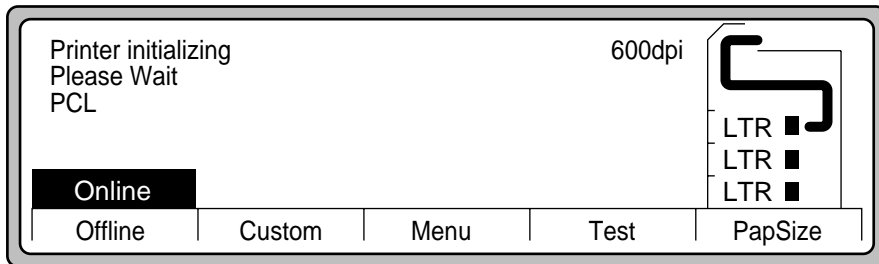 Printer initializing 600dpi
Please Wait
PCL
LTR
LTR
Online LTR
Offline Custom Menu Test PapSize